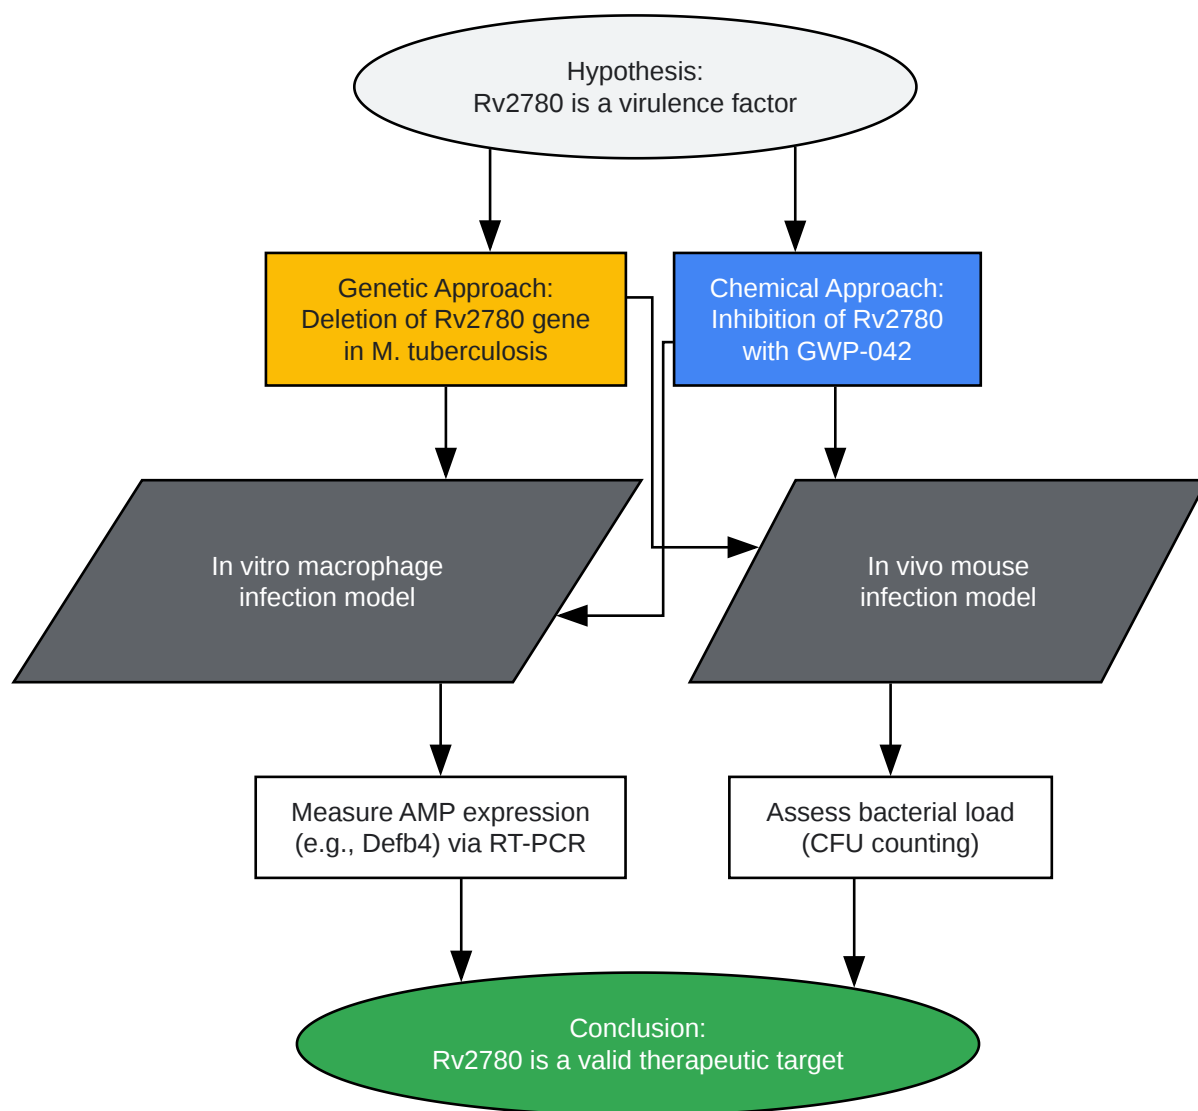 Hypothesis:
Rv2780 is a virulence factor
Genetic Approach:
Deletion of Rv2780 gene
in M. tuberculosis
Chemical Approach:
Inhibition of Rv2780
with GWP-042
In vitro macrophage
infection model
In vivo mouse
infection model
Measure AMP expression
(e.g., Defb4) via RT-PCR
Assess bacterial load
(CFU counting)
Conclusion:
Rv2780 is a valid therapeutic target